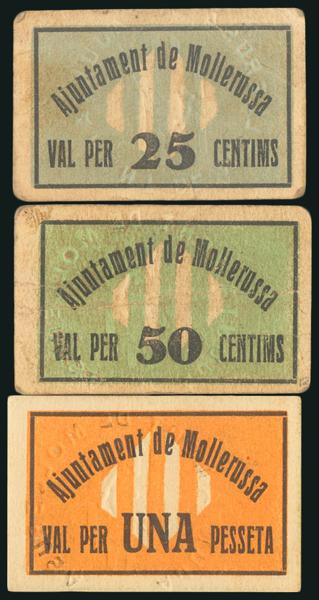 Ajuntament de Mollerussa
VAL PER 25 CENTIMS
Ajuntament de Mollerussa
VAL PER 50 CENTIMS
Ajuntament de Mollerussa
VAL PER UNA PESSETA